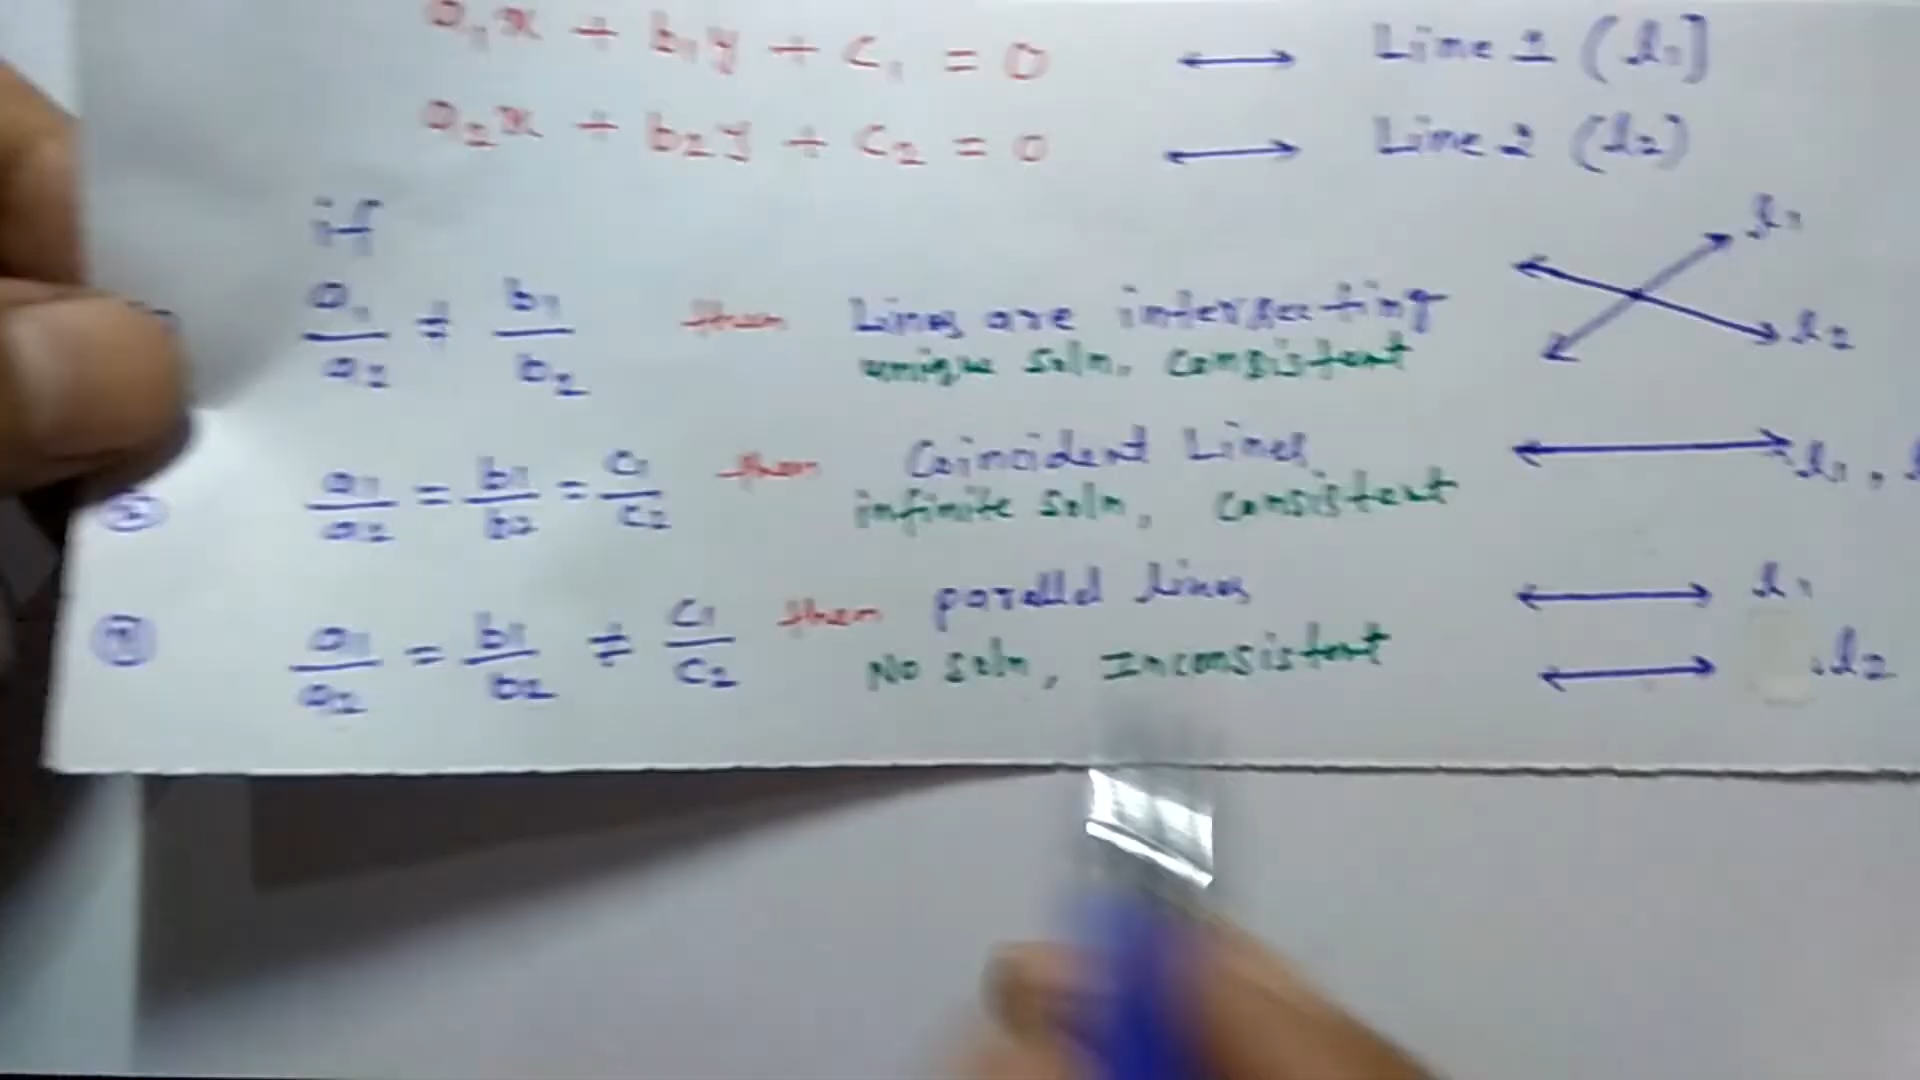 a₁x + b₁y + c₁ = 0 ⟷ Line 1 (l₁)
a₂x + b₂y + c₂ = 0 ⟷ Line 2 (l₂)
if
a₁/a₂ ≠ b₁/b₂ then Lines are intersecting
unique soln, consistent
l₁
l₂
② a₁/a₂ = b₁/b₂ = c₁/c₂ then Coincident Lines
infinite soln, consistent
l₁,
③ a₁/a₂ = b₁/b₂ ≠ c₁/c₂ then parallel lines
No soln, Inconsistent
l₁
l₂